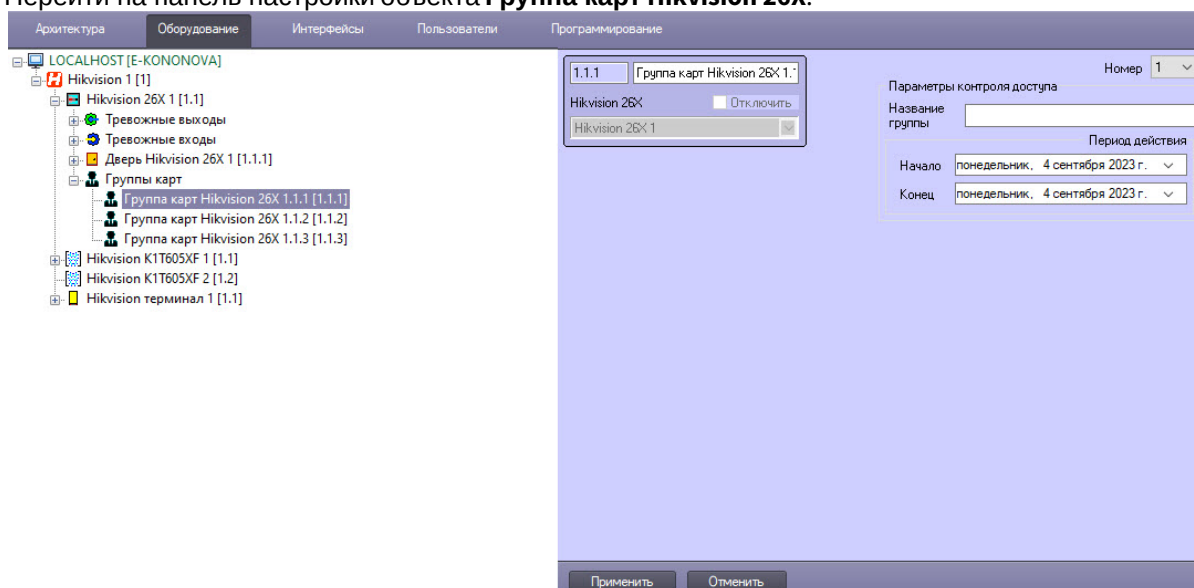 Перейти на панель настройки объекта Группа карт Hikvision 26x.
Архитектура Оборудование Интерфейсы Пользователи Программирование
LOCALHOST [E-KONONOVA]
Hikvision 1 [1]
Hikvision 26X 1 [1.1]
Тревожные выходы
Тревожные входы
Дверь Hikvision 26X 1 [1.1.1]
Группы карт
Группа карт Hikvision 26X 1.1.1 [1.1.1]
Группа карт Hikvision 26X 1.1.2 [1.1.2]
Группа карт Hikvision 26X 1.1.3 [1.1.3]
Hikvision K1T605XF 1 [1.1]
Hikvision K1T605XF 2 [1.2]
Hikvision терминал 1 [1.1]
1.1.1 Группа карт Hikvision 26X 1.1
Hikvision 26X Отключить
Hikvision 26X 1
Номер 1
Параметры контроля доступа
Название
группы
Период действия
Начало понедельник, 4 сентября 2023 г.
Конец понедельник, 4 сентября 2023 г.
Применить Отменить